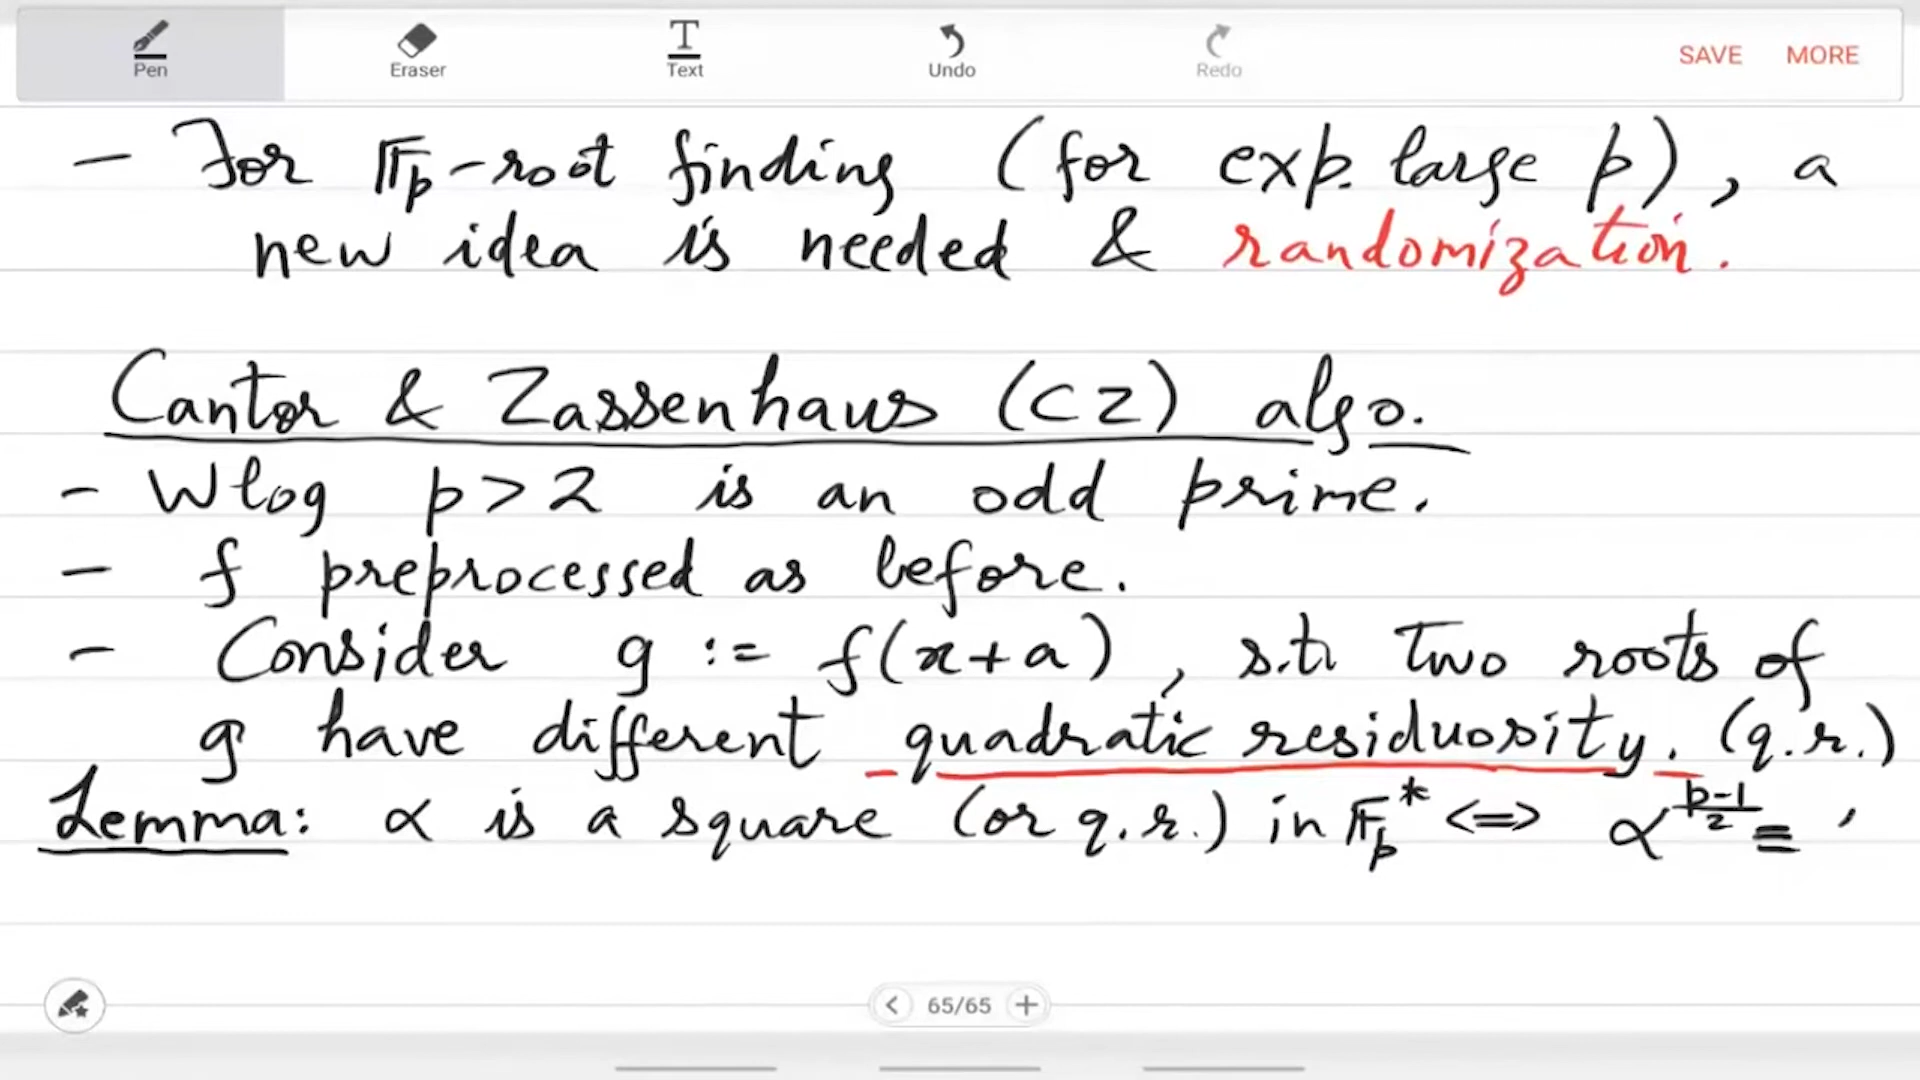 Pen Eraser Text Undo Redo SAVE MORE
- For 𝔽p-root finding (for exp. large p), a
new idea is needed & randomization.
Cantor & Zassenhaus (CZ) algo.
- Wlog p>2 is an odd prime.
- f preprocessed as before.
- Consider g := f(x+a), s.t. two roots of
g have different quadratic residuosity. (q.r.)
Lemma: α is a square (or q.r.) in 𝔽p* <=> α^(p-1)/2 ≡
65/65